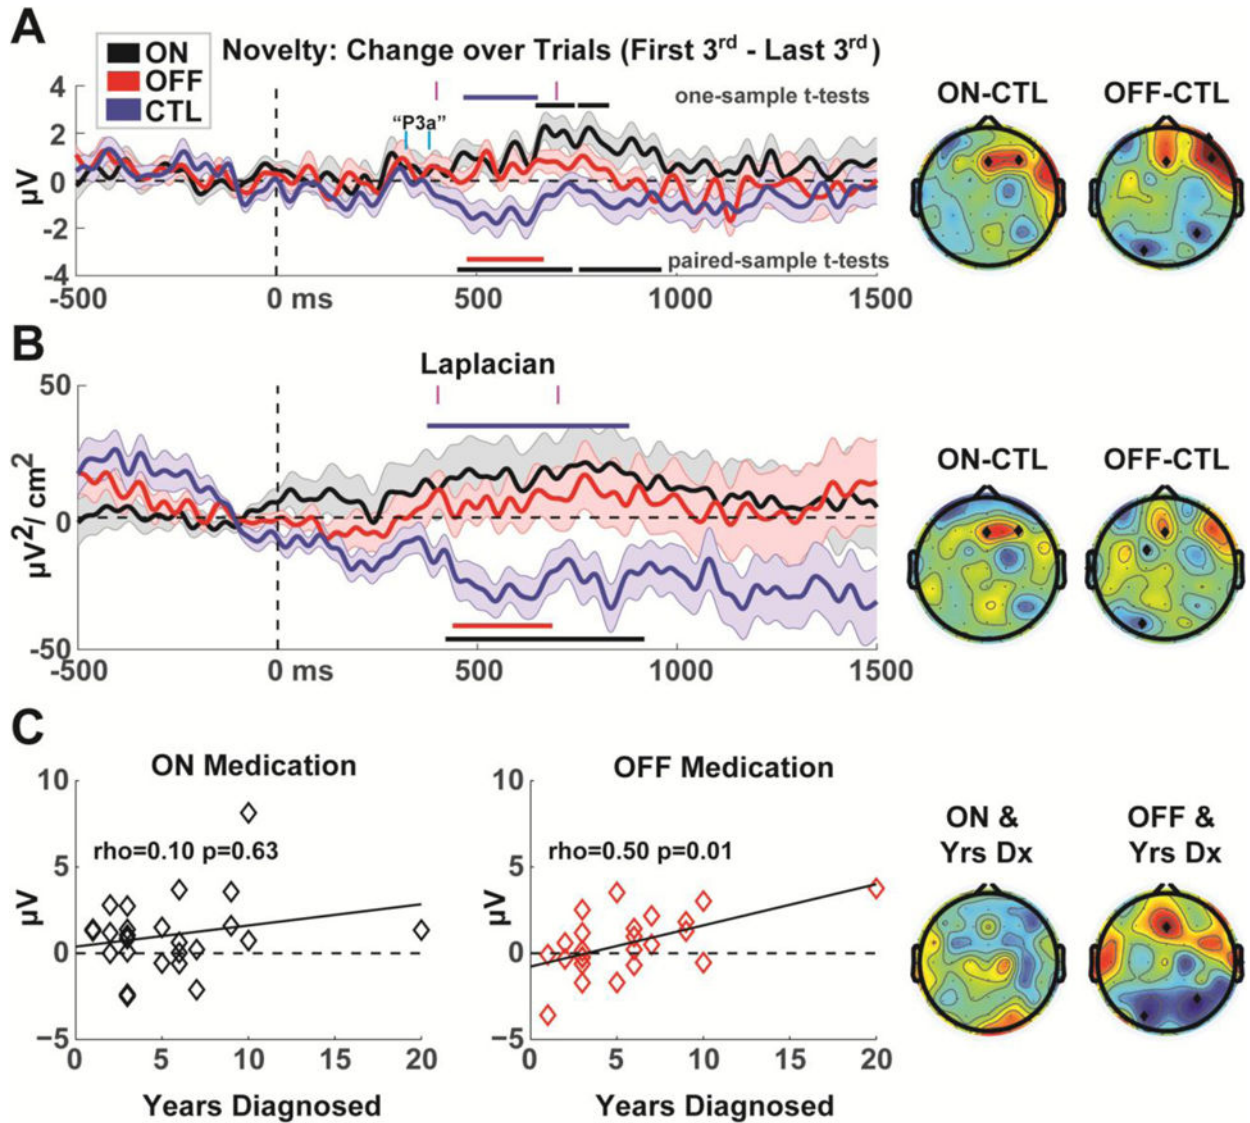 A
ON
OFF
CTL
Novelty: Change over Trials (First 3rd - Last 3rd)
one-sample t-tests
"P3a"
4
2
0
-2
-4
µV
paired-sample t-tests
-500
0 ms
500
1000
1500
ON-CTL
OFF-CTL
B
Laplacian
50
0
-50
µV2/ cm2
-500
0 ms
500
1000
1500
ON-CTL
OFF-CTL
C
ON Medication
rho=0.10 p=0.63
10
5
0
−5
µV
0
5
10
15
20
Years Diagnosed
OFF Medication
rho=0.50 p=0.01
10
5
0
−5
µV
0
5
10
15
20
Years Diagnosed
ON &
Yrs Dx
OFF &
Yrs Dx